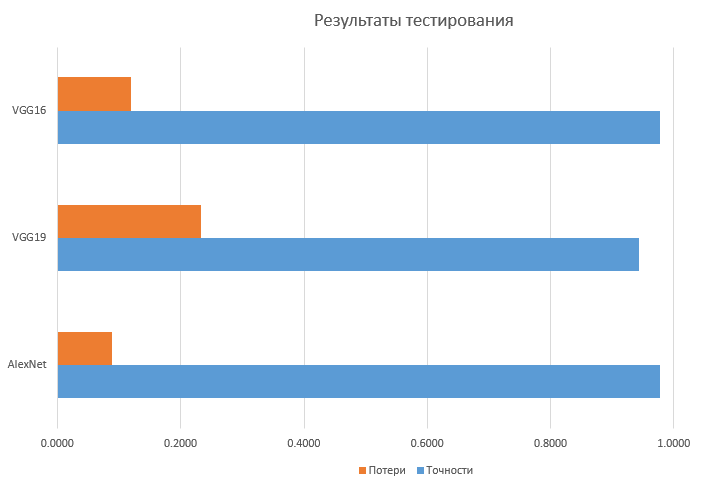 Результаты тестирования
VGG16
VGG19
AlexNet
0.0000 0.2000 0.4000 0.6000 0.8000 1.0000
Потери Точности